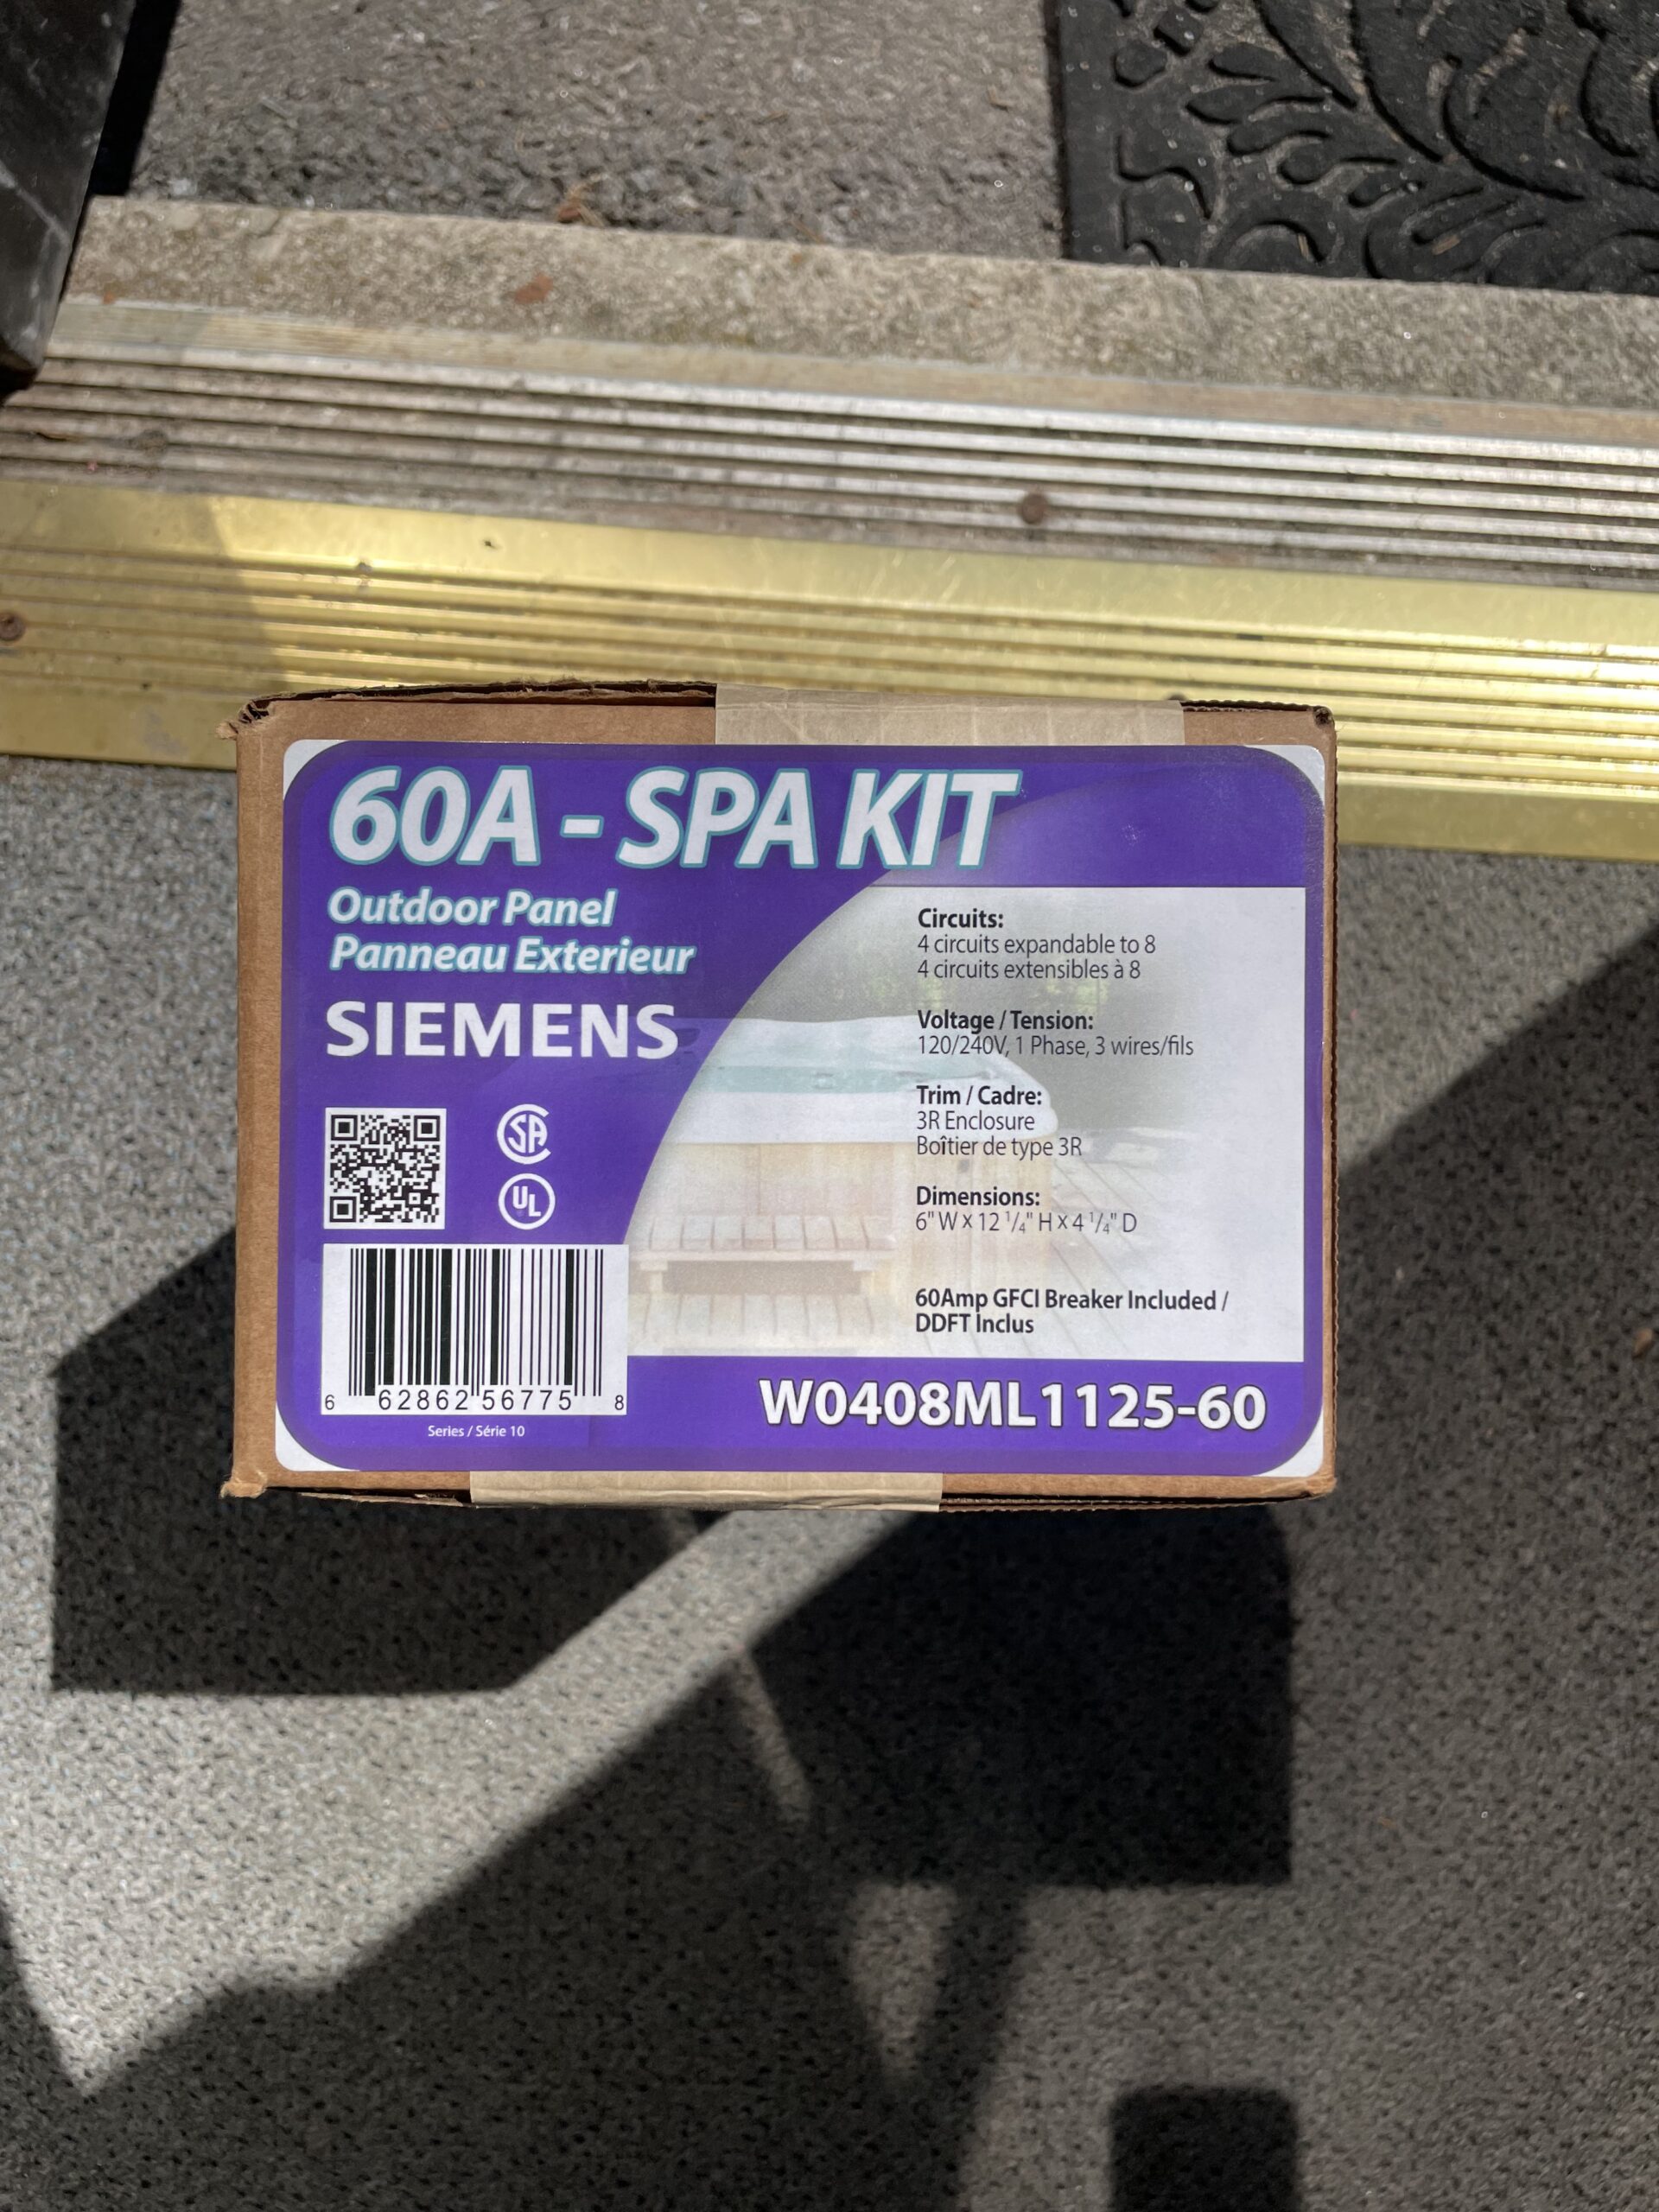 60A - SPA KIT
Outdoor Panel
Panneau Exterieur
SIEMENS
SA
UL
6 62862 56775 8
Series / Série 10
Circuits:
4 circuits expandable to 8
4 circuits extensibles à 8
Voltage / Tension:
120/240V, 1 Phase, 3 wires/fils
Trim / Cadre:
3R Enclosure
Boîtier de type 3R
Dimensions:
6" W x 12 1/4" H x 4 1/4" D
60Amp GFCI Breaker Included /
DDFT Inclus
W0408ML1125-60